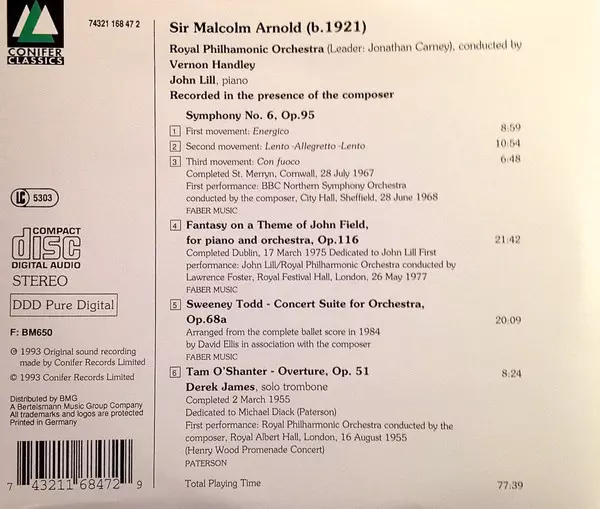 CONIFER
CLASSICS
74321 168 47 2
LC 5303
COMPACT
disc
DIGITAL AUDIO
STEREO
DDD Pure Digital
F: BM650
℗ 1993 Original sound recording
made by Conifer Records Limited
© 1993 Conifer Records Limited
Distributed by BMG
A Bertelsmann Music Group Company
All trademarks and logos are protected
Printed in Germany
7 43211 68472 9
Sir Malcolm Arnold (b.1921)
Royal Philhamonic Orchestra (Leader: Jonathan Carney), conducted by
Vernon Handley
John Lill, piano
Recorded in the presence of the composer
Symphony No. 6, Op.95
1 First movement: Energico 8:59
2 Second movement: Lento -Allegretto -Lento 10:54
3 Third movement: Con fuoco 6:48
Completed St. Merryn, Cornwall, 28 July 1967
First performance: BBC Northern Symphony Orchestra
conducted by the composer, City Hall, Sheffield, 28 June 1968
FABER MUSIC
4 Fantasy on a Theme of John Field,
for piano and orchestra, Op.116 21:42
Completed Dublin, 17 March 1975 Dedicated to John Lill First
performance: John Lill/Royal Philharmonic Orchestra conducted by
Lawrence Foster, Royal Festival Hall, London, 26 May 1977
FABER MUSIC
5 Sweeney Todd - Concert Suite for Orchestra,
Op.68a 20:09
Arranged from the complete ballet score in 1984
by David Ellis in association with the composer
FABER MUSIC
6 Tam O'Shanter - Overture, Op. 51 8:24
Derek James, solo trombone
Completed 2 March 1955
Dedicated to Michael Diack (Paterson)
First performance: Royal Philharmonic Orchestra conducted by the
composer, Royal Albert Hall, London, 16 August 1955
(Henry Wood Promenade Concert)
PATERSON
Total Playing Time 77:39